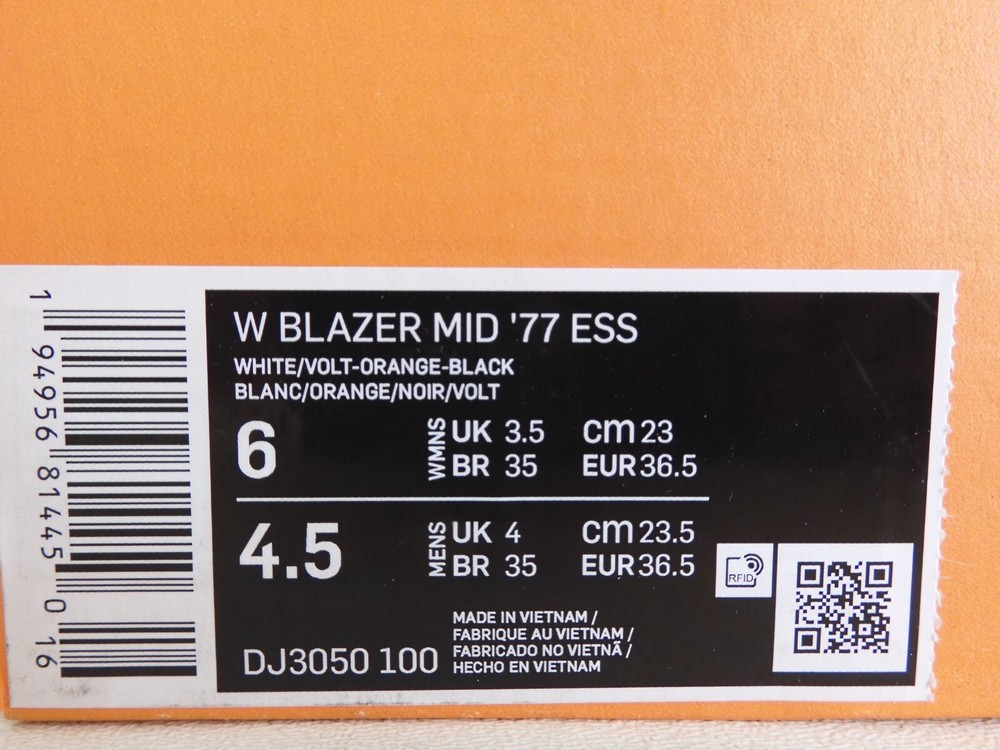 1 94956 81445 0 16
W BLAZER MID '77 ESS
WHITE/VOLT-ORANGE-BLACK
BLANC/ORANGE/NOIR/VOLT
6 WMNS UK 3.5 cm 23
BR 35 EUR 36.5
4.5 MENS UK 4 cm 23.5
BR 35 EUR 36.5
RFID
DJ3050 100
MADE IN VIETNAM /
FABRIQUE AU VIETNAM /
FABRICADO NO VIETNÃ /
HECHO EN VIETNAM